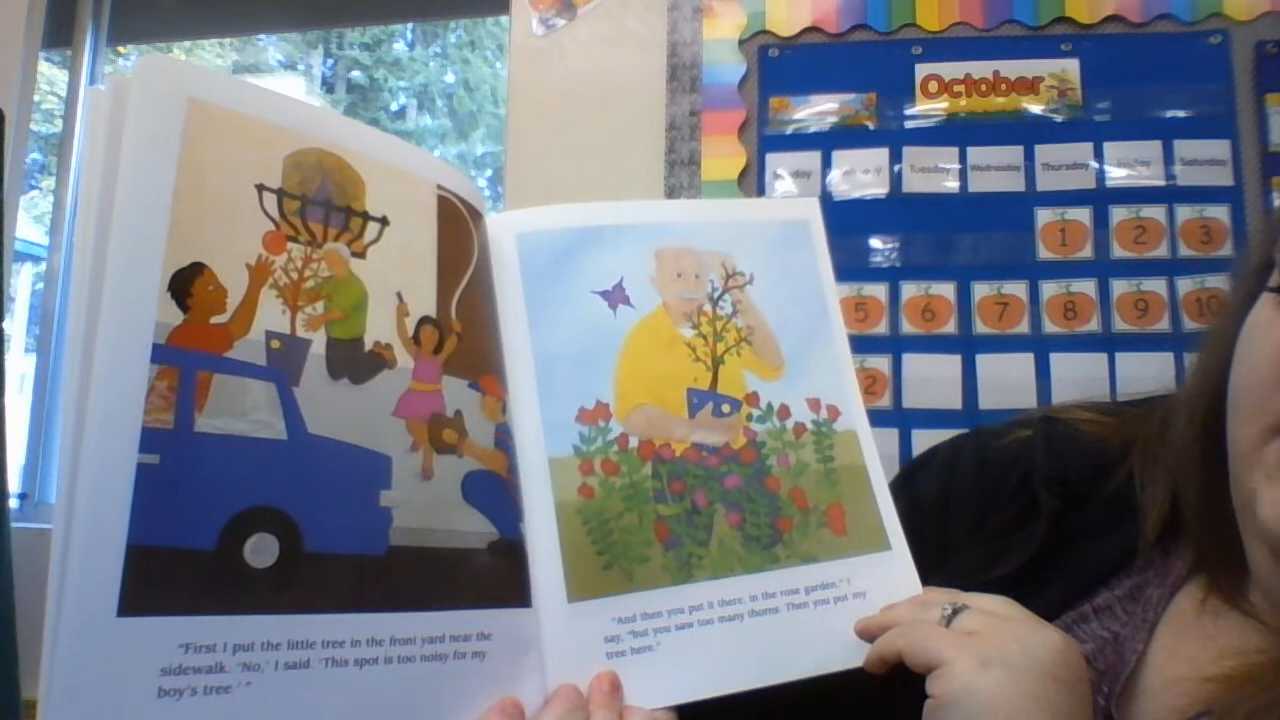 "First I put the little tree in the front yard near the
sidewalk. 'No,' I said. 'This spot is too noisy for my
boy's tree.'"
"And then you put it there, in the rose garden," I
say, "but you saw too many thorns. Then you put my
tree here."
October
Tuesday Wednesday Thursday Friday Saturday
1 2 3
5 6 7 8 9 10
2